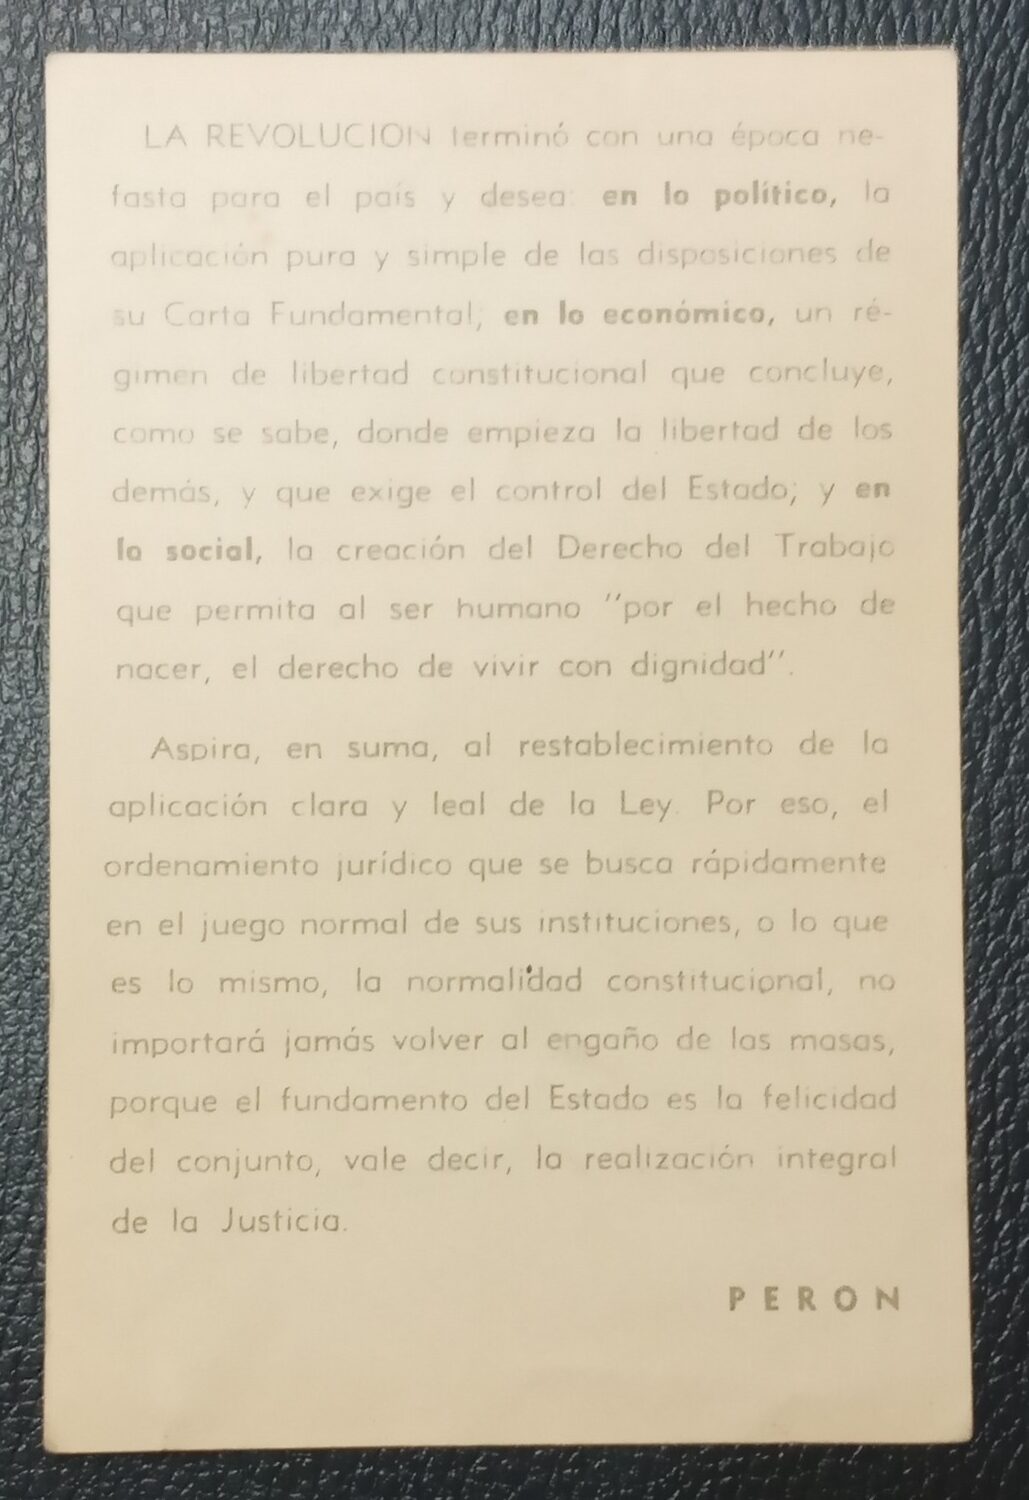 LA REVOLUCION terminó con una época ne-
fasta para el país y desea: en lo político, la
aplicación pura y simple de las disposiciones de
su Carta Fundamental; en lo económico, un ré-
gimen de libertad constitucional que concluye,
como se sabe, donde empieza la libertad de los
demás, y que exige el control del Estado; y en
lo social, la creación del Derecho del Trabajo
que permita al ser humano "por el hecho de
nacer, el derecho de vivir con dignidad".
Aspira, en suma, al restablecimiento de la
aplicación clara y leal de la Ley. Por eso, el
ordenamiento jurídico que se busca rápidamente
en el juego normal de sus instituciones, o lo que
es lo mismo, la normalidad constitucional, no
importará jamás volver al engaño de las masas,
porque el fundamento del Estado es la felicidad
del conjunto, vale decir, la realización integral
de la Justicia.
PERON